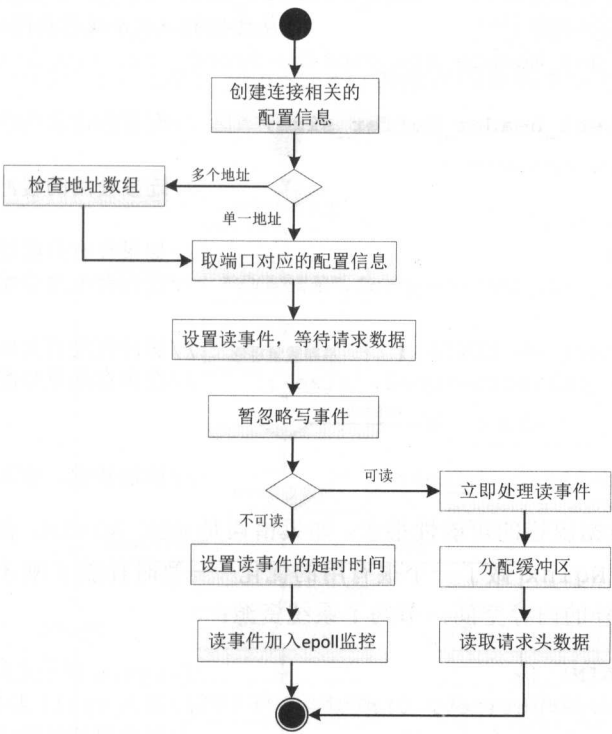 创建连接相关的
配置信息
多个地址
检查地址数组
单一地址
取端口对应的配置信息
设置读事件，等待请求数据
暂忽略写事件
可读
立即处理读事件
不可读
设置读事件的超时时间
分配缓冲区
读事件加入epoll监控
读取请求头数据